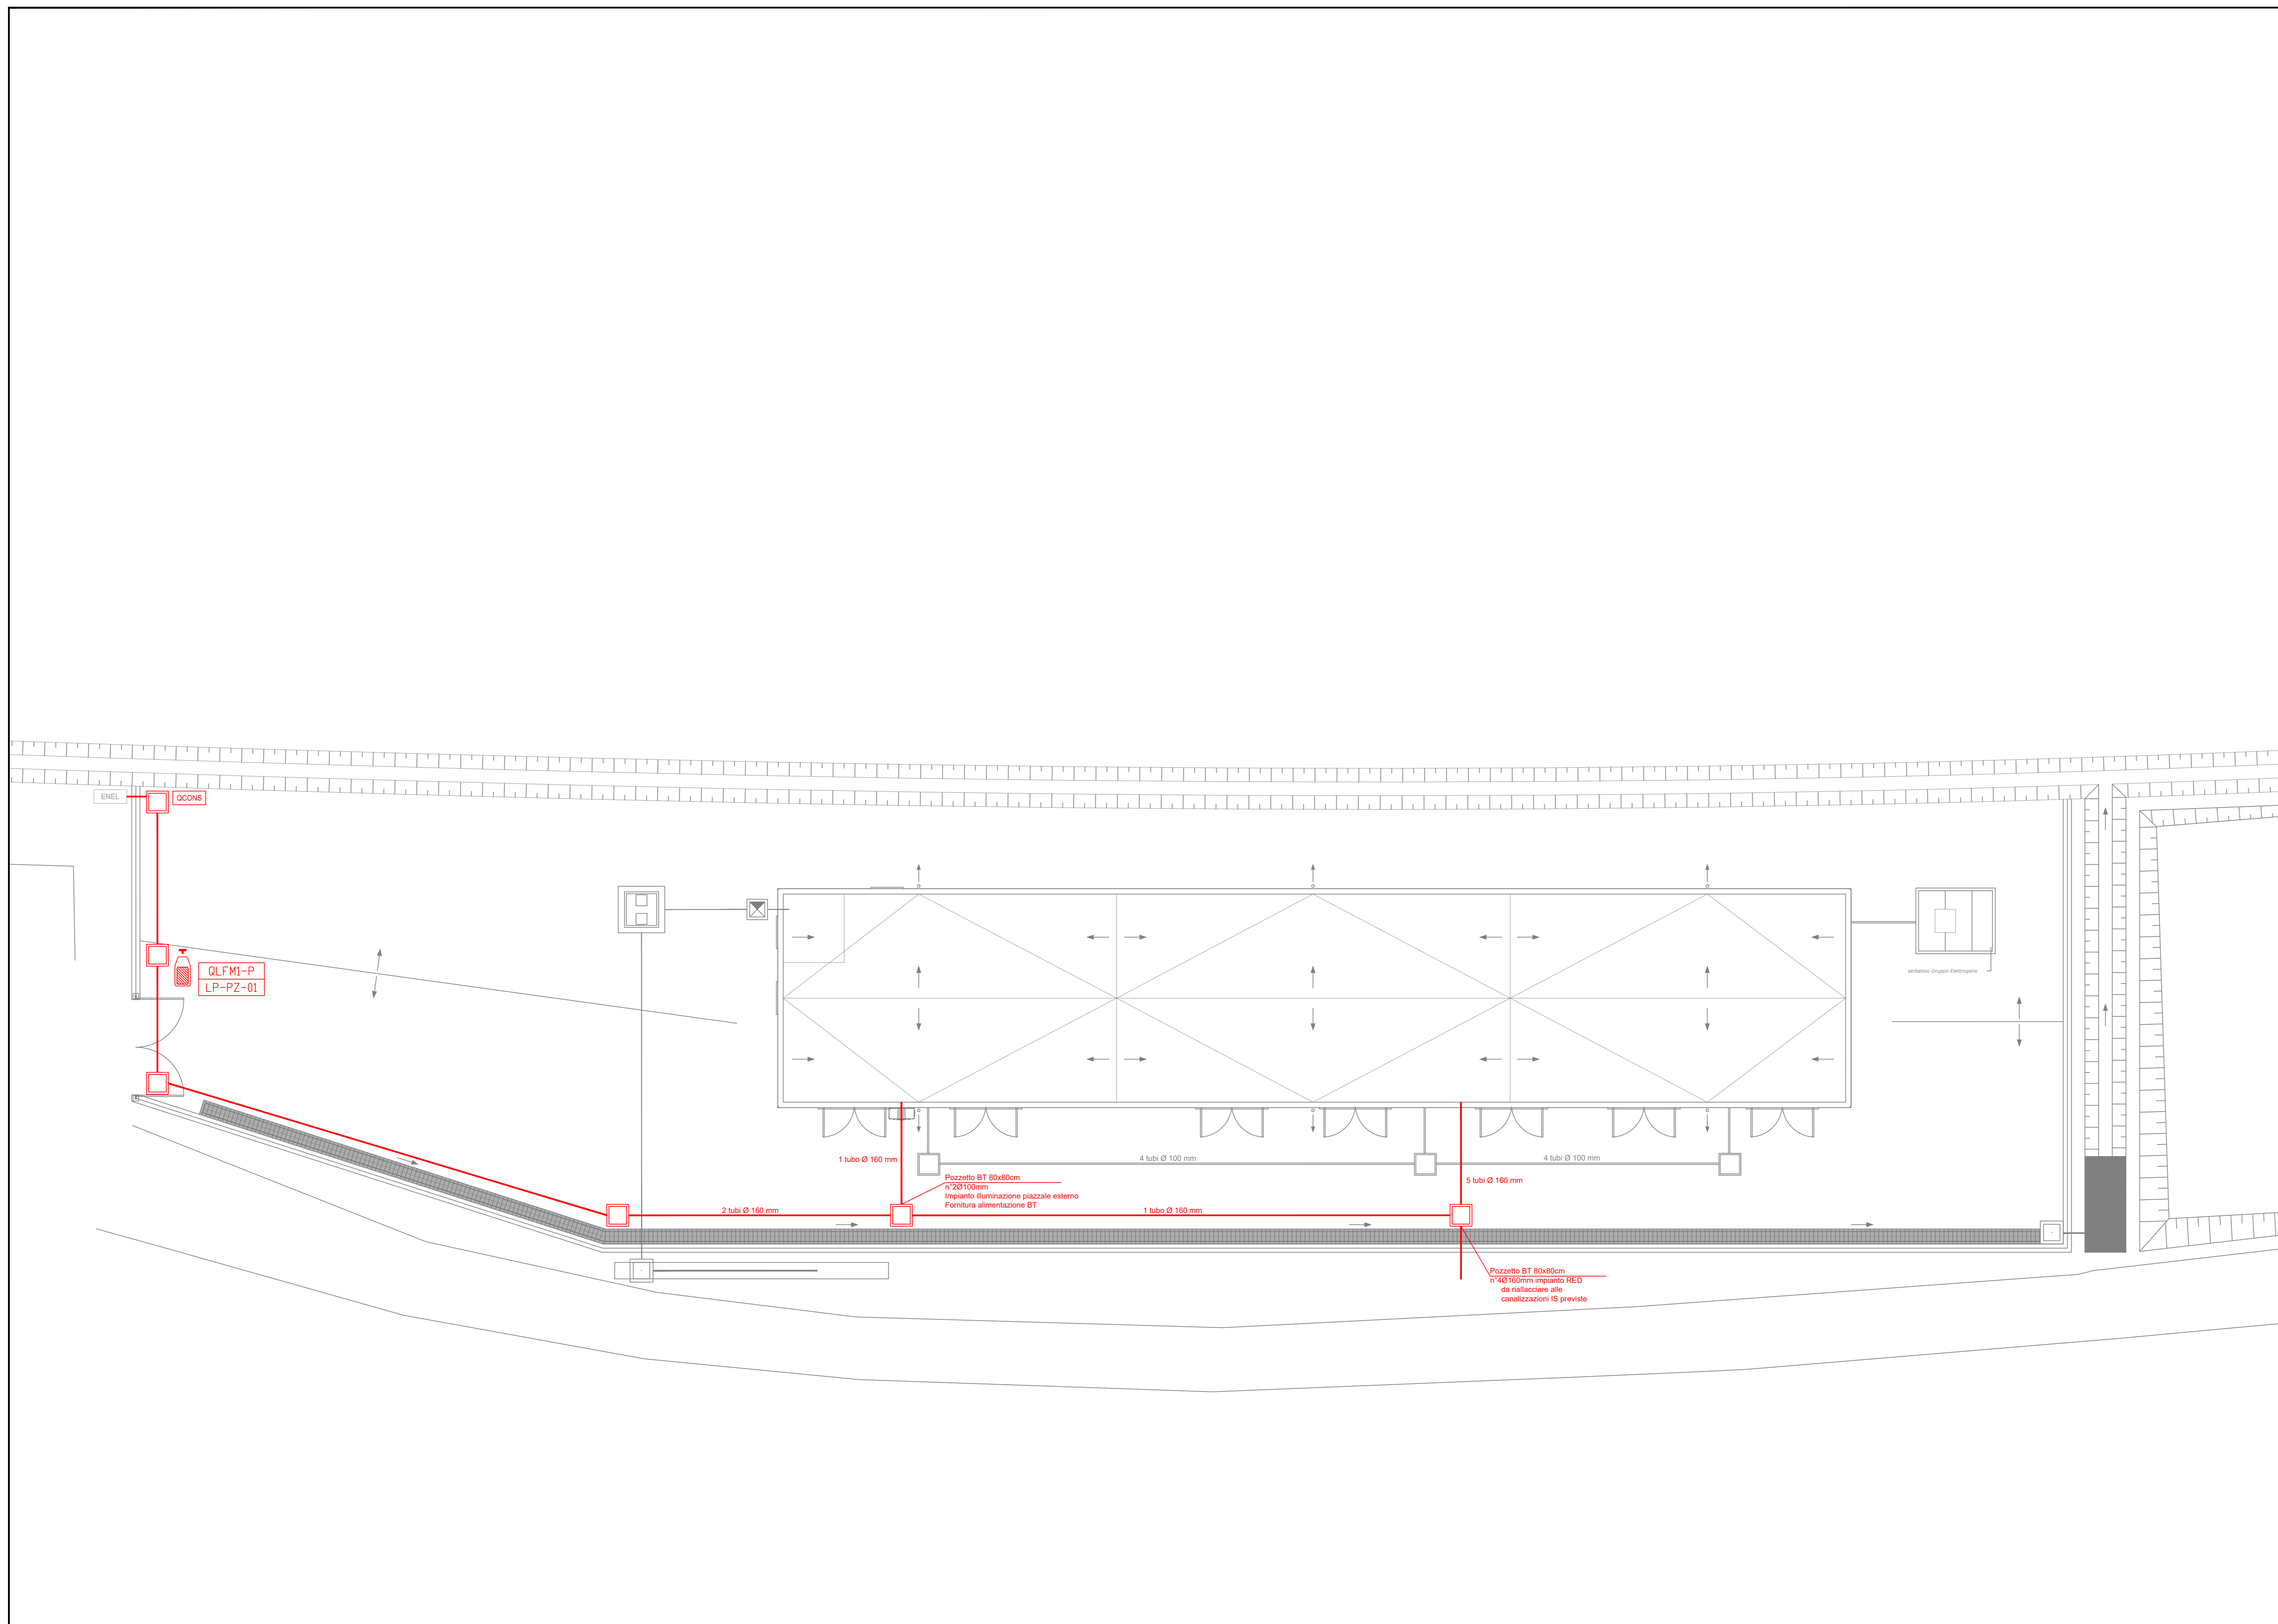 ENEL
QCONS
QLFM1-P
LP-PZ-01
serbatoio Gruppo Elettrogeno
1 tubo Ø 160 mm
4 tubi Ø 100 mm
4 tubi Ø 100 mm
Pozzetto BT 80x80cm
n°2Ø100mm
Impianto illuminazione piazzale esterno
Fornitura alimentazione BT
5 tubi Ø 160 mm
2 tubi Ø 160 mm
1 tubo Ø 160 mm
Pozzetto BT 80x80cm
n°4Ø160mm impianto RED
da riallacciare alle
canalizzazioni IS previste